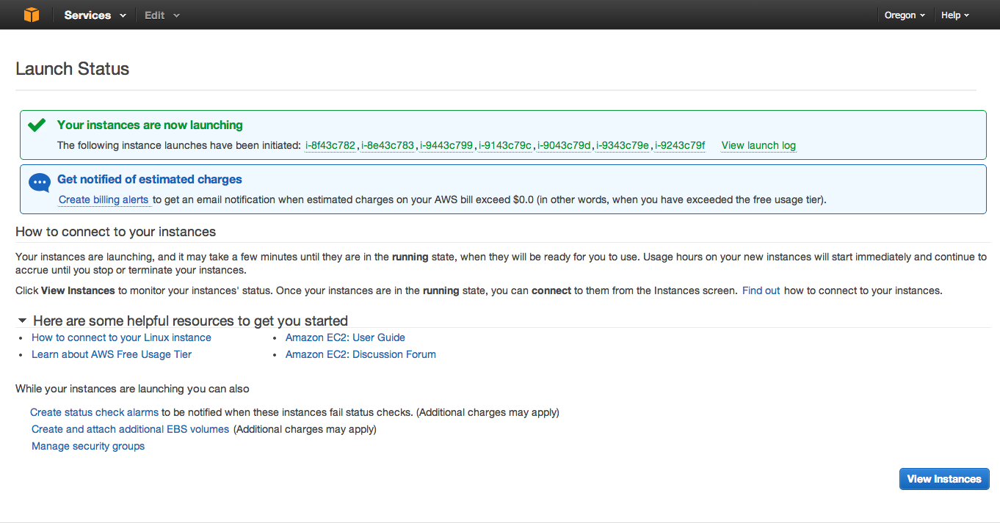 Services Edit Oregon Help
Launch Status
Your instances are now launching
The following instance launches have been initiated: i-8f43c782 , i-8e43c783 , i-9443c799 , i-9143c79c , i-9043c79d , i-9343c79e , i-9243c79f View launch log
Get notified of estimated charges
Create billing alerts to get an email notification when estimated charges on your AWS bill exceed $0.0 (in other words, when you have exceeded the free usage tier).
How to connect to your instances
Your instances are launching, and it may take a few minutes until they are in the running state, when they will be ready for you to use. Usage hours on your new instances will start immediately and continue to
accrue until you stop or terminate your instances.
Click View Instances to monitor your instances' status. Once your instances are in the running state, you can connect to them from the Instances screen. Find out how to connect to your instances.
Here are some helpful resources to get you started
• How to connect to your Linux instance • Amazon EC2: User Guide
• Learn about AWS Free Usage Tier • Amazon EC2: Discussion Forum
While your instances are launching you can also
Create status check alarms to be notified when these instances fail status checks. (Additional charges may apply)
Create and attach additional EBS volumes (Additional charges may apply)
Manage security groups
View Instances